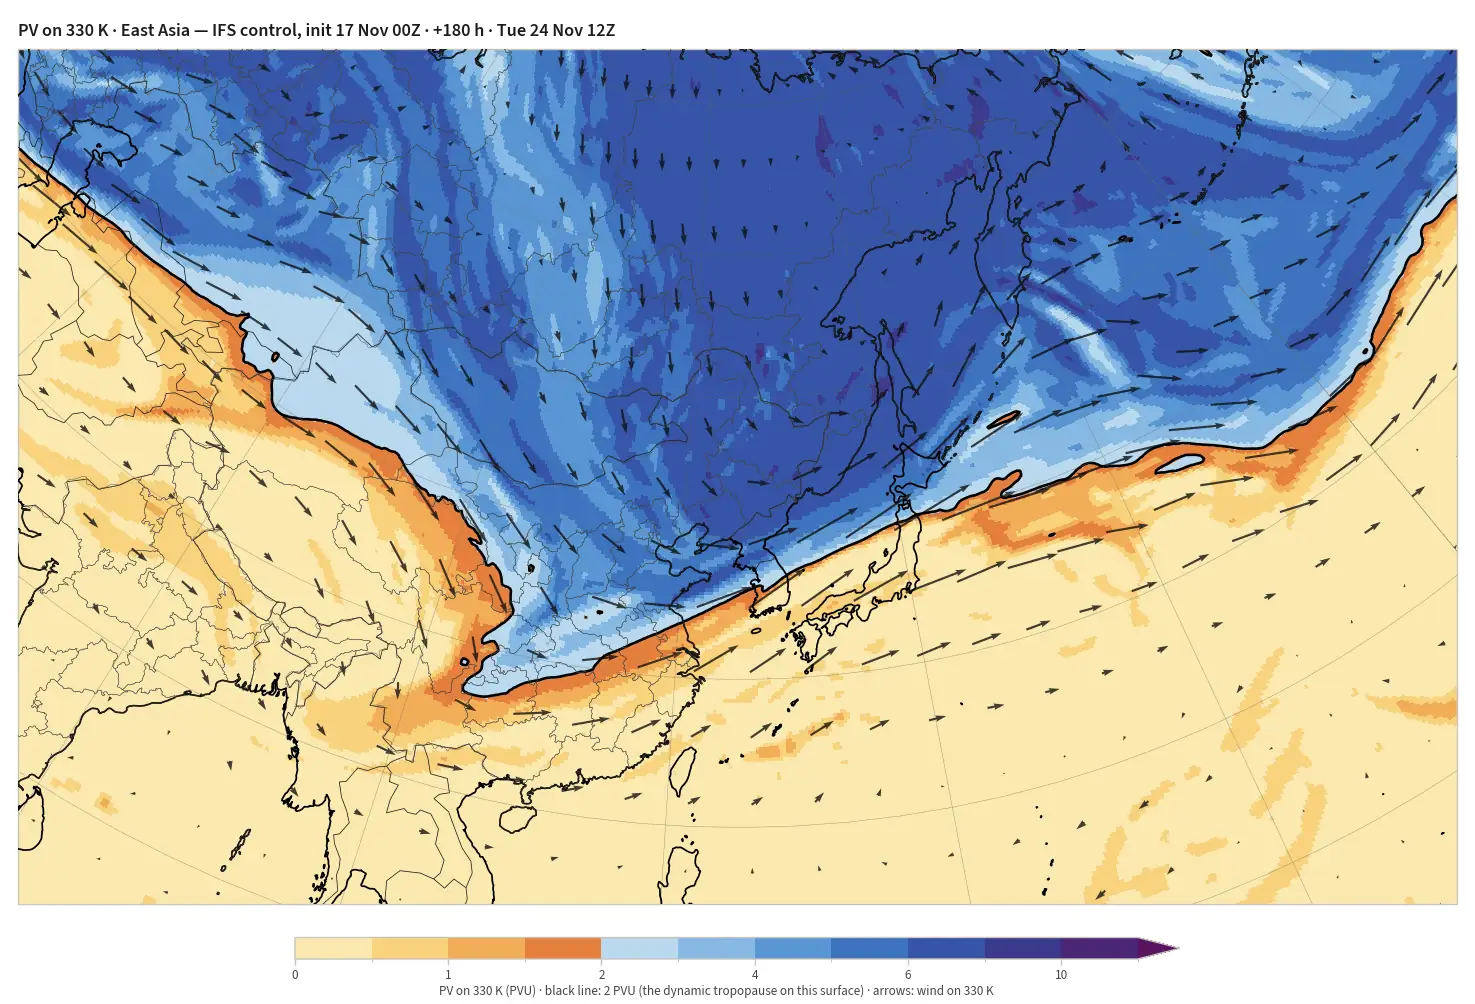 PV on 330 K · East Asia — IFS control, init 17 Nov 00Z · +180 h · Tue 24 Nov 12Z
0 1 2 4 6 10
PV on 330 K (PVU) · black line: 2 PVU (the dynamic tropopause on this surface) · arrows: wind on 330 K